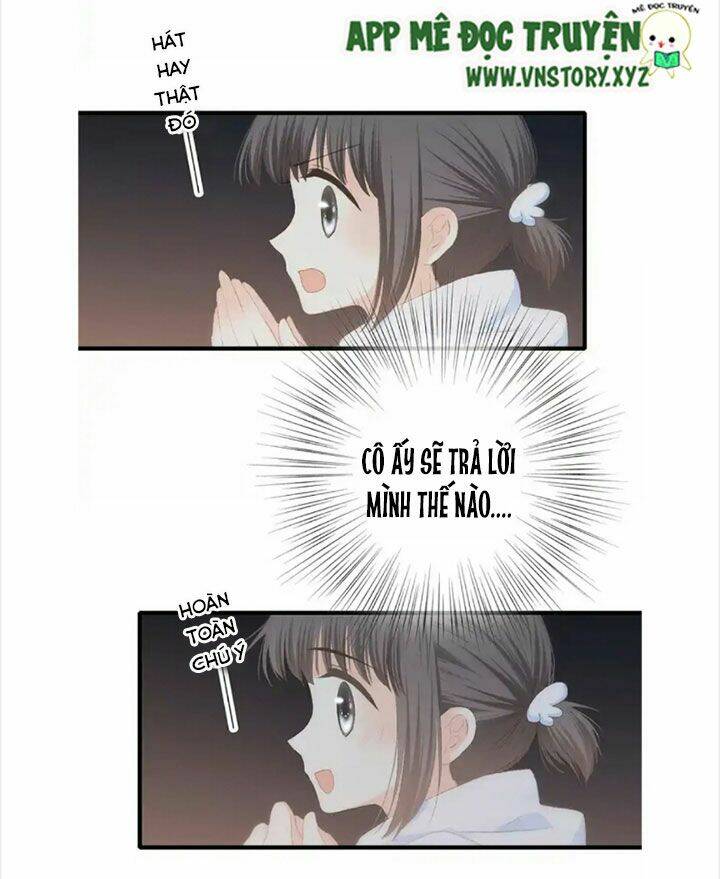 MÊ ĐỌC TRUYỆN
APP MÊ ĐỌC TRUYỆN
WWW.VNSTORY.XYZ
HÁT
HAY
THẬT
ĐÓ
CÔ ẤY SẼ TRẢ LỜI
MÌNH THẾ NÀO....
HOÀN
TOÀN
CHÚ Ý